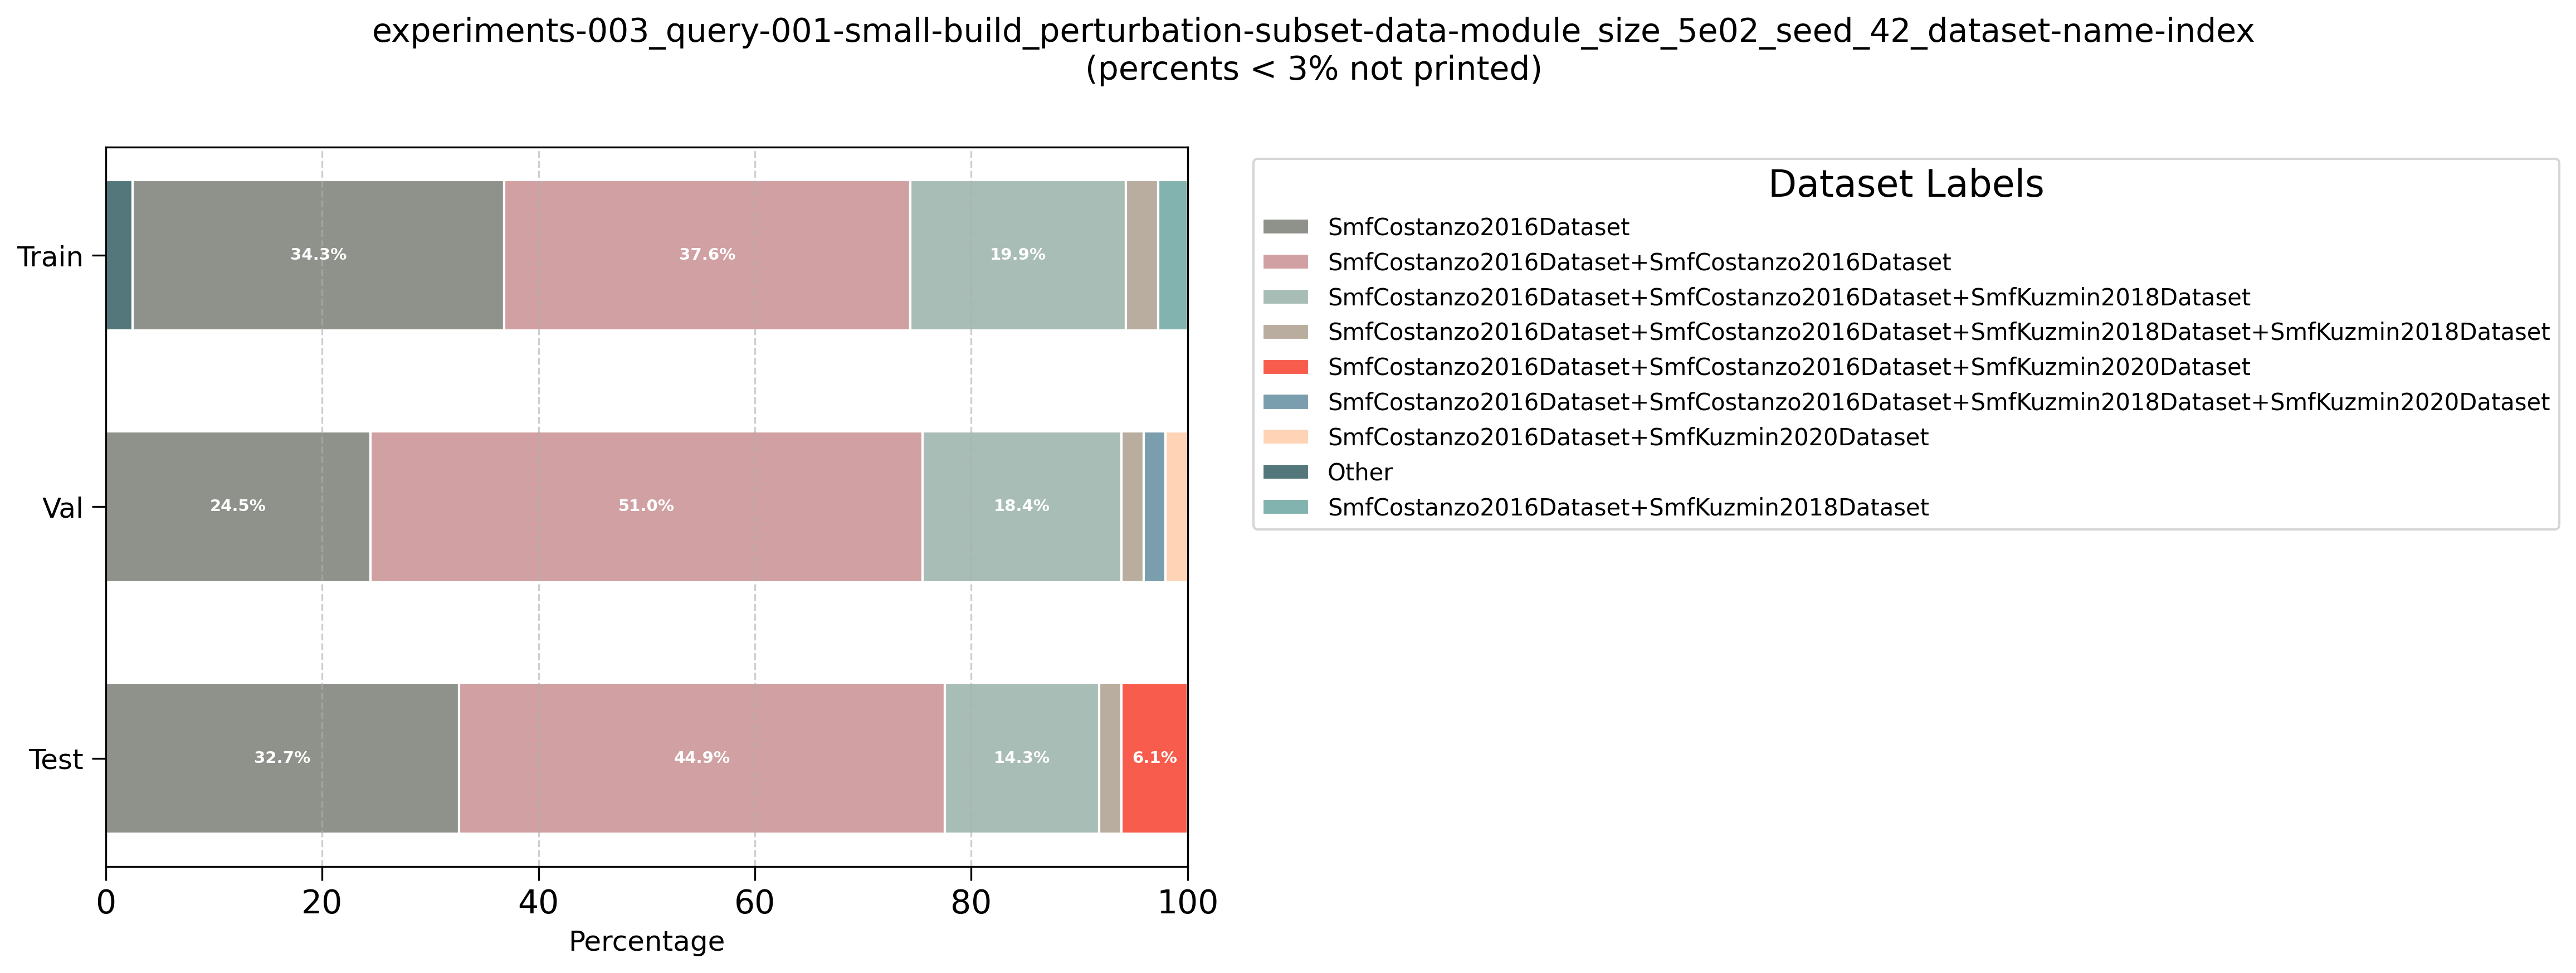 experiments-003_query-001-small-build_perturbation-subset-data-module_size_5e02_seed_42_dataset-name-index
(percents < 3% not printed)
Train
34.3%
37.6%
19.9%
Val
24.5%
51.0%
18.4%
Test
32.7%
44.9%
14.3%
6.1%
0
20
40
60
80
100
Percentage
Dataset Labels
SmfCostanzo2016Dataset
SmfCostanzo2016Dataset+SmfCostanzo2016Dataset
SmfCostanzo2016Dataset+SmfCostanzo2016Dataset+SmfKuzmin2018Dataset
SmfCostanzo2016Dataset+SmfCostanzo2016Dataset+SmfKuzmin2018Dataset+SmfKuzmin2018Dataset
SmfCostanzo2016Dataset+SmfCostanzo2016Dataset+SmfKuzmin2020Dataset
SmfCostanzo2016Dataset+SmfCostanzo2016Dataset+SmfKuzmin2018Dataset+SmfKuzmin2020Dataset
SmfCostanzo2016Dataset+SmfKuzmin2020Dataset
Other
SmfCostanzo2016Dataset+SmfKuzmin2018Dataset